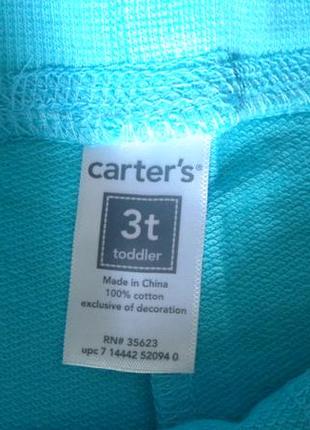 carter's®
3t
toddler
Made in China
100% cotton
exclusive of decoration
RN# 35623
upc 7 14442 52094 0